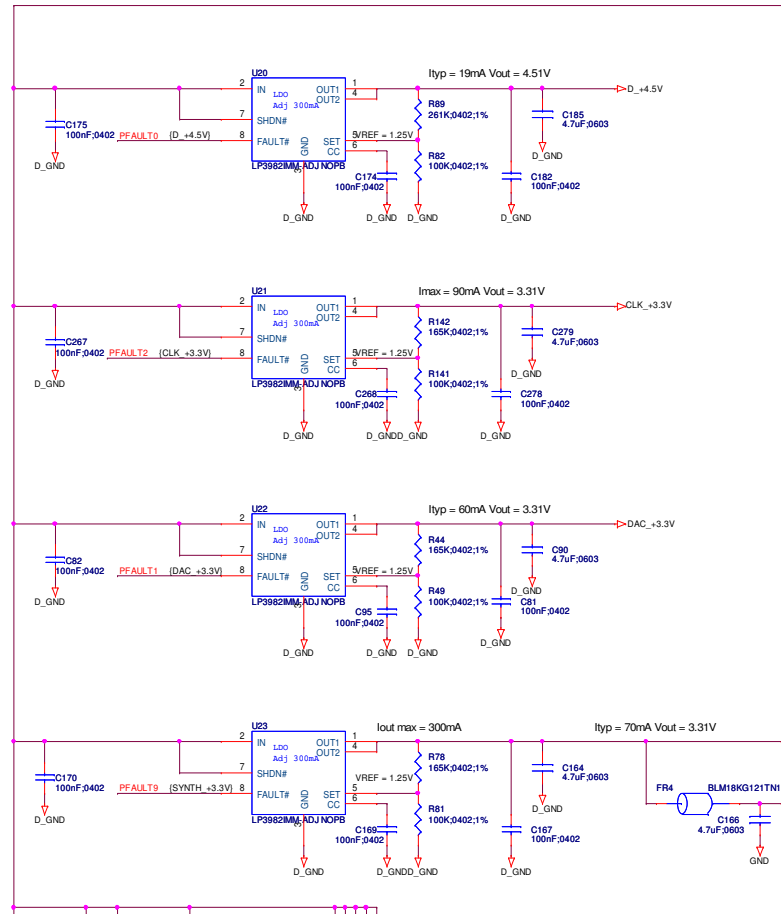 U20
Ityp = 19mA Vout = 4.51V
2 IN OUT1 1
LDO
OUT2 4
Adj 300mA
D_+4.5V
R89
261K;0402;1%
C185
4.7uF;0603
7 SHDN#
C175
100nF;0402
PFAULT0 {D_+4.5V} 8 FAULT# SET 5 VREF = 1.25V
CC 6
GND
3
D_GND
R82
100K;0402;1%
LP3982IMM-ADJ NOPB
D_GND
C174
100nF;0402
C182
100nF;0402
D_GND
D_GND
D_GND
D_GND
U21
Imax = 90mA Vout = 3.31V
2 IN OUT1 1
LDO
OUT2 4
Adj 300mA
CLK_+3.3V
R142
165K;0402;1%
C279
4.7uF;0603
7 SHDN#
C267
100nF;0402
PFAULT2 {CLK_+3.3V} 8 FAULT# SET 5 VREF = 1.25V
CC 6
GND
3
D_GND
R141
100K;0402;1%
LP3982IMM-ADJ NOPB
D_GND
C268
100nF;0402
C278
100nF;0402
D_GND
D_GND
D_GND
D_GND
U22
Ityp = 60mA Vout = 3.31V
2 IN OUT1 1
LDO
OUT2 4
Adj 300mA
DAC_+3.3V
R44
165K;0402;1%
C90
4.7uF;0603
7 SHDN#
C82
100nF;0402
PFAULT1 {DAC_+3.3V} 8 FAULT# SET 5 VREF = 1.25V
CC 6
GND
3
D_GND
R49
100K;0402;1%
LP3982IMM-ADJ NOPB
D_GND
C95
100nF;0402
C81
100nF;0402
D_GND
D_GND
D_GND
D_GND
U23
Iout max = 300mA
Ityp = 70mA Vout = 3.31V
2 IN OUT1 1
LDO
OUT2 4
Adj 300mA
R78
165K;0402;1%
C164
4.7uF;0603
7 SHDN#
C170
100nF;0402
VREF = 1.25V
FR4
BLM18KG121TN1
PFAULT9 {SYNTH_+3.3V} 8 FAULT# SET 5
CC 6
GND
3
D_GND
R81
100K;0402;1%
LP3982IMM-ADJ NOPB
D_GND
C169
100nF;0402
C167
100nF;0402
C166
4.7uF;0603
D_GND
D_GND
D_GND
D_GND
GND